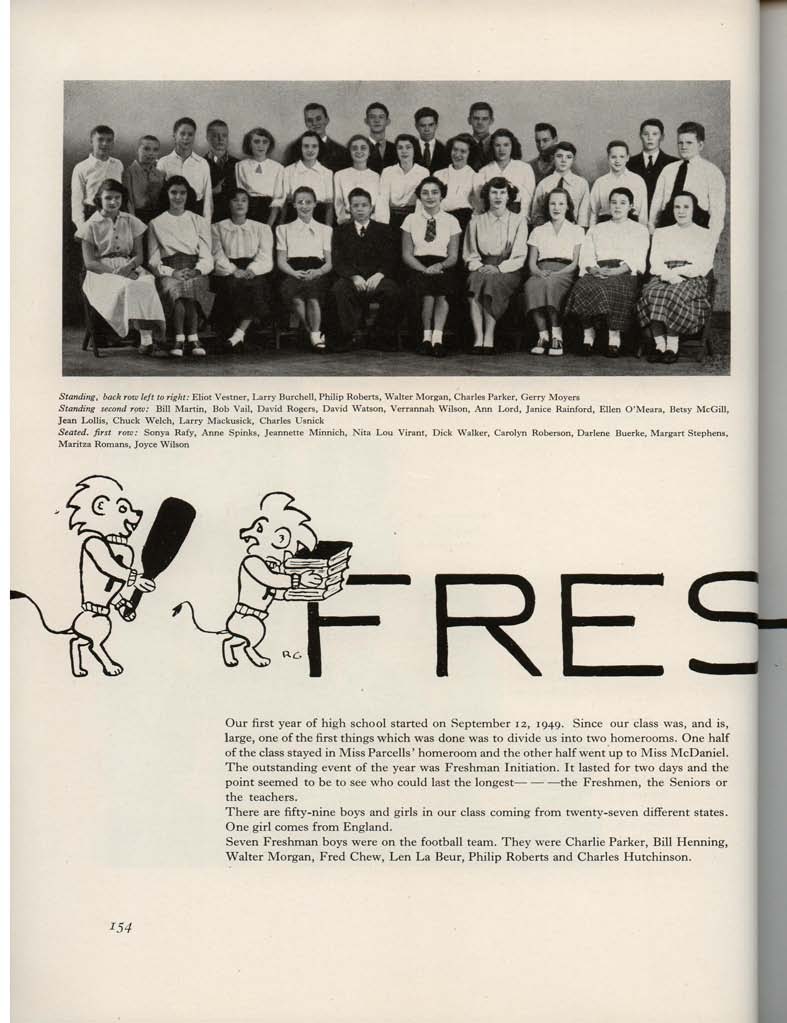 Standing, back row left to right: Eliot Vestner, Larry Burchell, Philip Roberts, Walter Morgan, Charles Parker, Gerry Moyers
Standing second row: Bill Martin, Bob Vail, David Rogers, David Watson, Verrannah Wilson, Ann Lord, Janice Rainford, Ellen O'Meara, Betsy McGill,
Jean Lollis, Chuck Welch, Larry Mackusick, Charles Usnick
Seated, first row: Sonya Rafy, Anne Spinks, Jeannette Minnich, Nita Lou Virant, Dick Walker, Carolyn Roberson, Darlene Buerke, Margart Stephens,
Maritza Romans, Joyce Wilson
RG
FRES
Our first year of high school started on September 12, 1949. Since our class was, and is,
large, one of the first things which was done was to divide us into two homerooms. One half
of the class stayed in Miss Parcells' homeroom and the other half went up to Miss McDaniel.
The outstanding event of the year was Freshman Initiation. It lasted for two days and the
point seemed to be to see who could last the longest— — —the Freshmen, the Seniors or
the teachers.
There are fifty-nine boys and girls in our class coming from twenty-seven different states.
One girl comes from England.
Seven Freshman boys were on the football team. They were Charlie Parker, Bill Henning,
Walter Morgan, Fred Chew, Len La Beur, Philip Roberts and Charles Hutchinson.
154